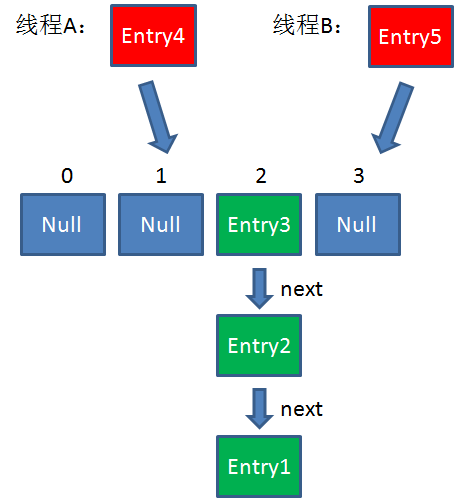 线程A： Entry4 线程B： Entry5
0 1 2 3
Null Null Entry3 Null
next
Entry2
next
Entry1